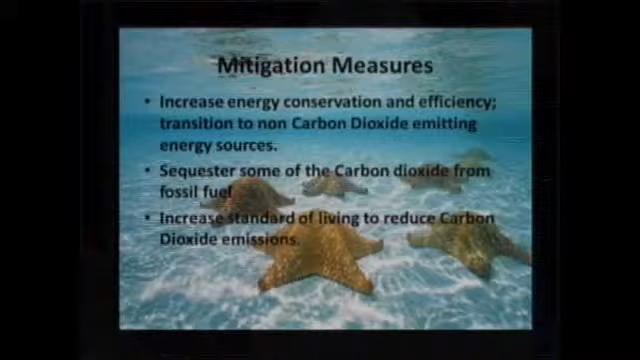 Mitigation Measures
• Increase energy conservation and efficiency;
transition to non Carbon Dioxide emitting
energy sources.
• Sequester some of the Carbon dioxide from
fossil fuel
• Increase standard of living to reduce Carbon
Dioxide emissions.